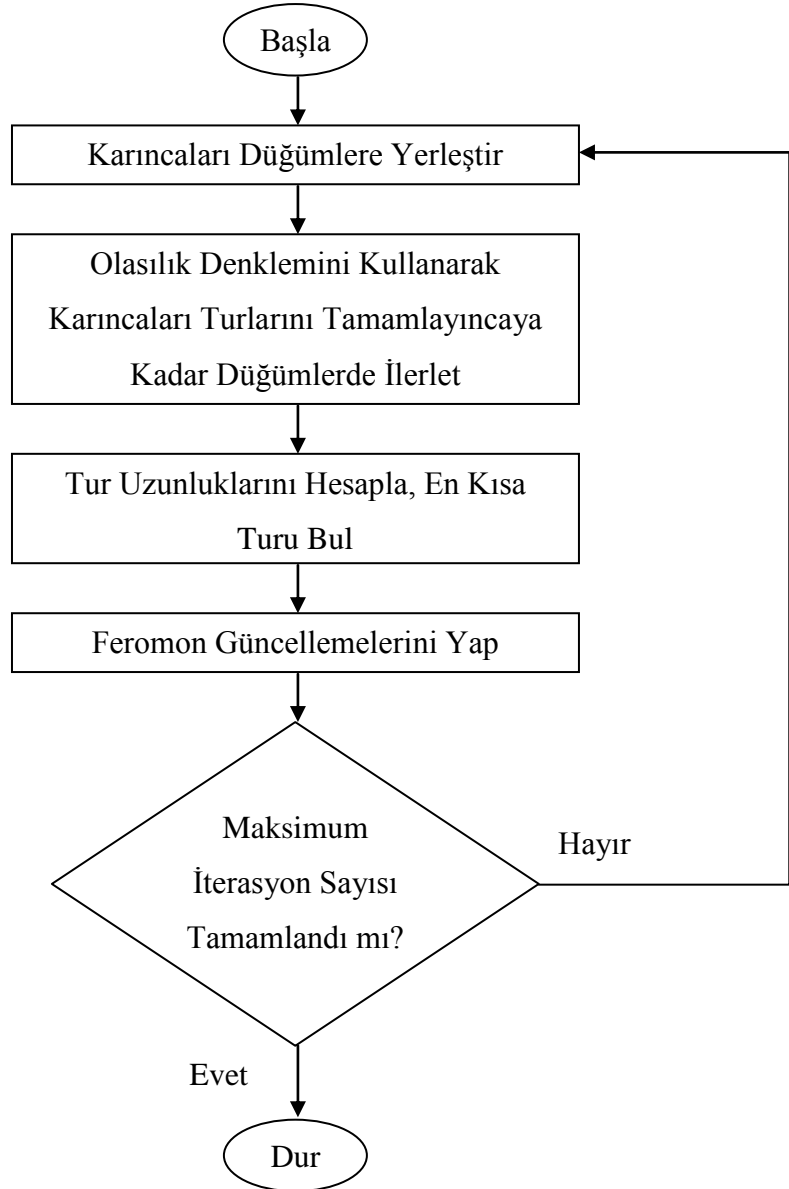 Başla
Karıncaları Düğümlere Yerleştir
Olasılık Denklemini Kullanarak
Karıncaları Turlarını Tamamlayıncaya
Kadar Düğümlerde İlerlet
Tur Uzunluklarını Hesapla, En Kısa
Turu Bul
Feromon Güncellemelerini Yap
Maksimum
İterasyon Sayısı
Tamamlandı mı?
Hayır
Evet
Dur